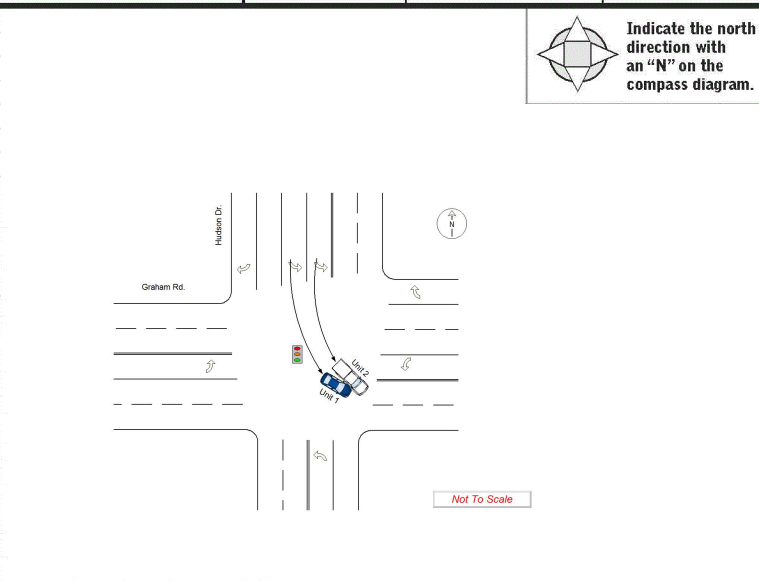 Indicate the north
direction with
an “N” on the
compass diagram.
Hudson Dr.
N
Graham Rd.
Unit 2
Unit 1
Not To Scale